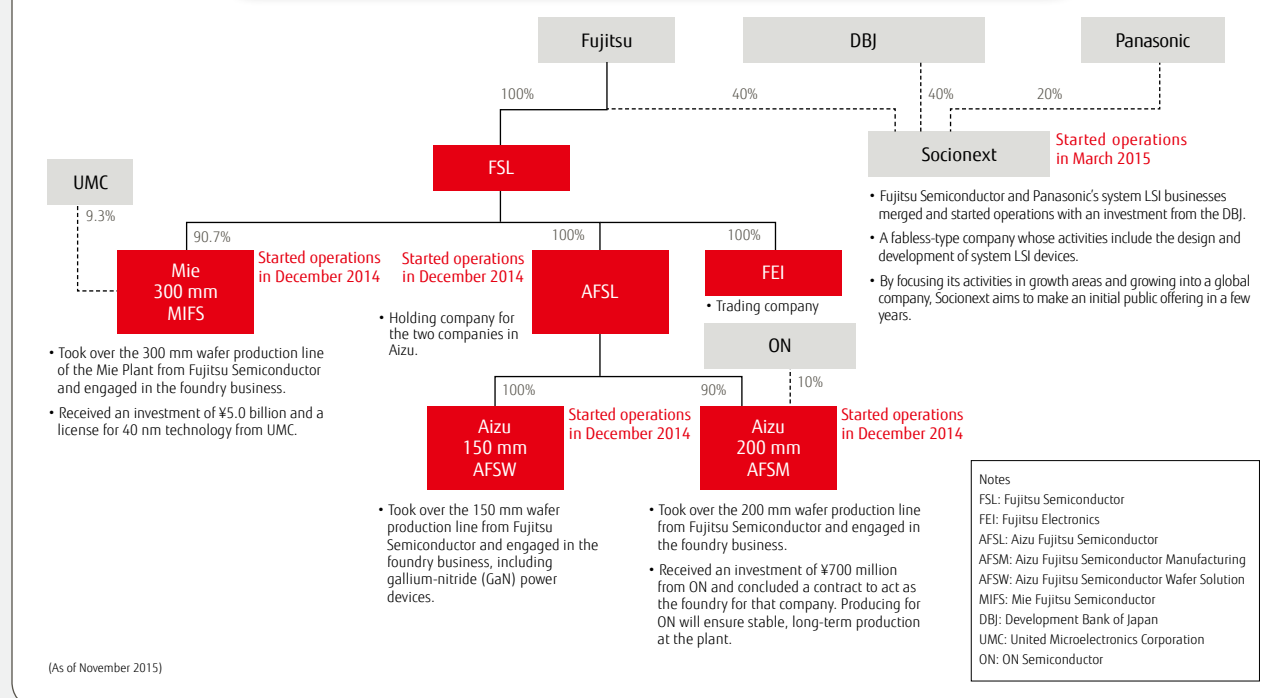 Fujitsu
DBJ
Panasonic
100%
40%
40%
20%
FSL
Socionext
Started operations
in March 2015
• Fujitsu Semiconductor and Panasonic's system LSI businesses
merged and started operations with an investment from the DBJ.
• A fabless-type company whose activities include the design and
development of system LSI devices.
• By focusing its activities in growth areas and growing into a global
company, Socionext aims to make an initial public offering in a few
years.
UMC
9.3%
90.7%
100%
100%
Mie
300 mm
MIFS
Started operations
in December 2014
• Took over the 300 mm wafer production line
of the Mie Plant from Fujitsu Semiconductor
and engaged in the foundry business.
• Received an investment of ¥5.0 billion and a
license for 40 nm technology from UMC.
Started operations
in December 2014
AFSL
• Holding company for
the two companies in
Aizu.
FEI
• Trading company
ON
100%
90%
10%
Aizu
150 mm
AFSW
Started operations
in December 2014
• Took over the 150 mm wafer
production line from Fujitsu
Semiconductor and engaged in the
foundry business, including
gallium-nitride (GaN) power
devices.
Aizu
200 mm
AFSM
Started operations
in December 2014
• Took over the 200 mm wafer production line
from Fujitsu Semiconductor and engaged in
the foundry business.
• Received an investment of ¥700 million
from ON and concluded a contract to act as
the foundry for that company. Producing for
ON will ensure stable, long-term production
at the plant.
Notes
FSL: Fujitsu Semiconductor
FEI: Fujitsu Electronics
AFSL: Aizu Fujitsu Semiconductor
AFSM: Aizu Fujitsu Semiconductor Manufacturing
AFSW: Aizu Fujitsu Semiconductor Wafer Solution
MIFS: Mie Fujitsu Semiconductor
DBJ: Development Bank of Japan
UMC: United Microelectronics Corporation
ON: ON Semiconductor
(As of November 2015)